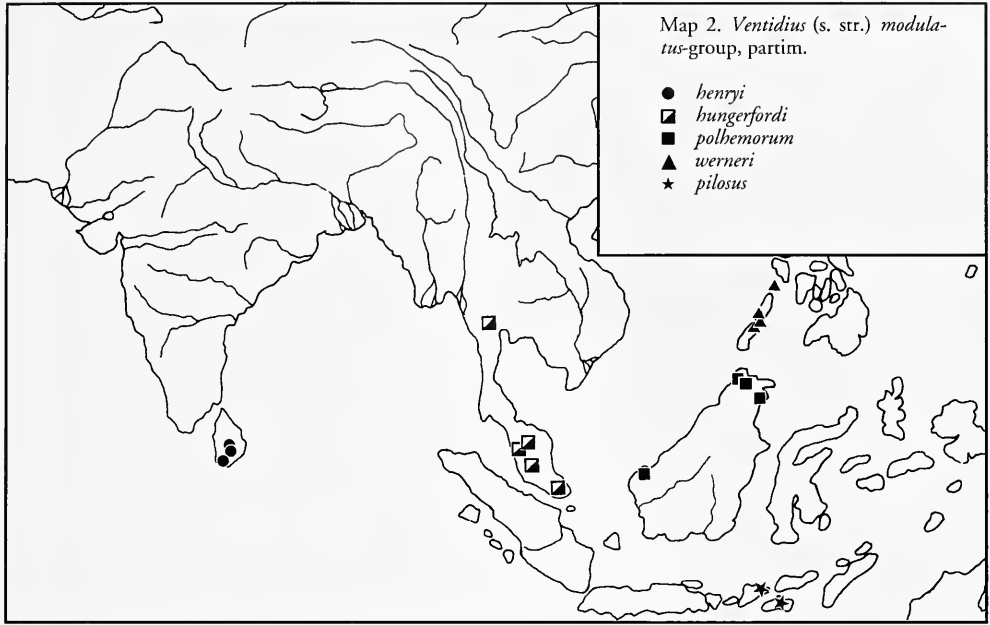 Map 2. Ventidius (s. str.) modula-
tus-group, partim.
henryi
hungerfordi
polhemorum
werneri
pilosus